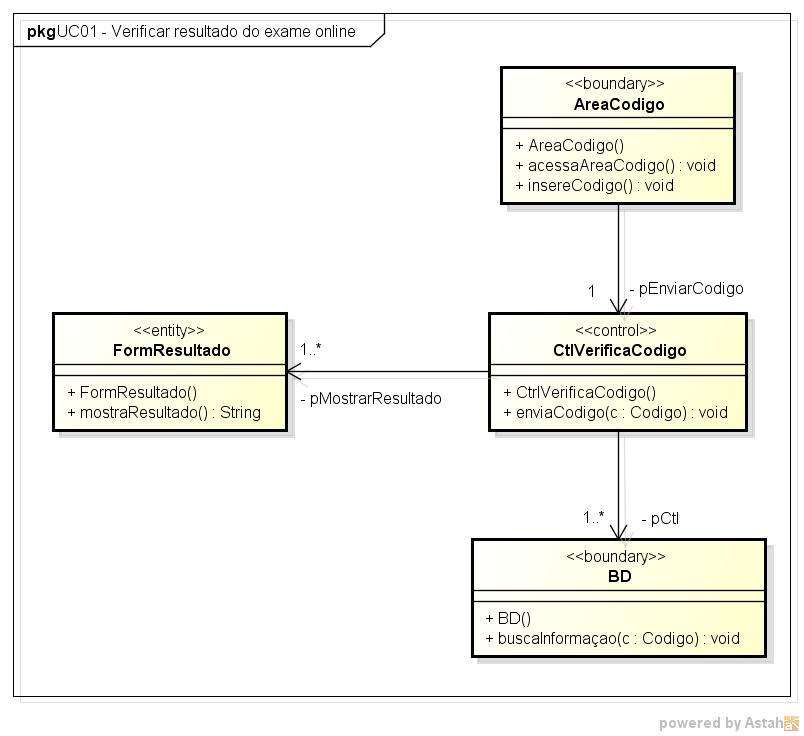 pkg UC01 - Verificar resultado do exame online
<<boundary>>
AreaCodigo
+ AreaCodigo()
+ acessaAreaCodigo() : void
+ insereCodigo() : void
1
- pEnviarCodigo
<<entity>>
FormResultado
+ FormResultado()
+ mostraResultado() : String
1..*
- pMostrarResultado
<<control>>
CtlVerificaCodigo
+ CtrlVerificaCodigo()
+ enviaCodigo(c : Codigo) : void
1..*
- pCtl
<<boundary>>
BD
+ BD()
+ buscaInformaçao(c : Codigo) : void
powered by Astah